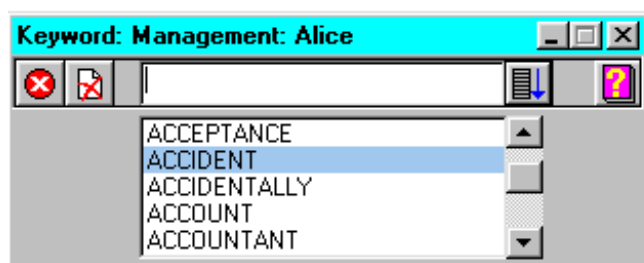 Keyword: Management: Alice
ACCEPTANCE
ACCIDENT
ACCIDENTALLY
ACCOUNT
ACCOUNTANT